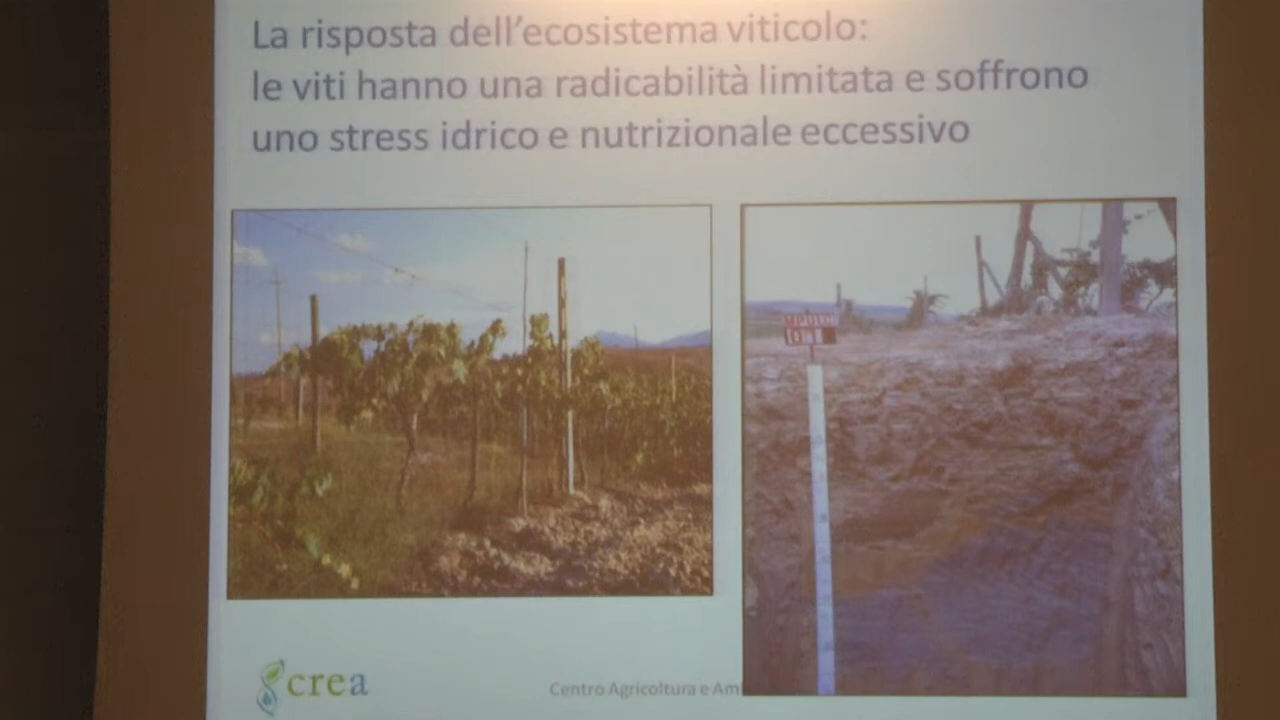 La risposta dell'ecosistema viticolo:
le viti hanno una radicabilità limitata e soffrono
uno stress idrico e nutrizionale eccessivo
crea
Centro Agricoltura e Am